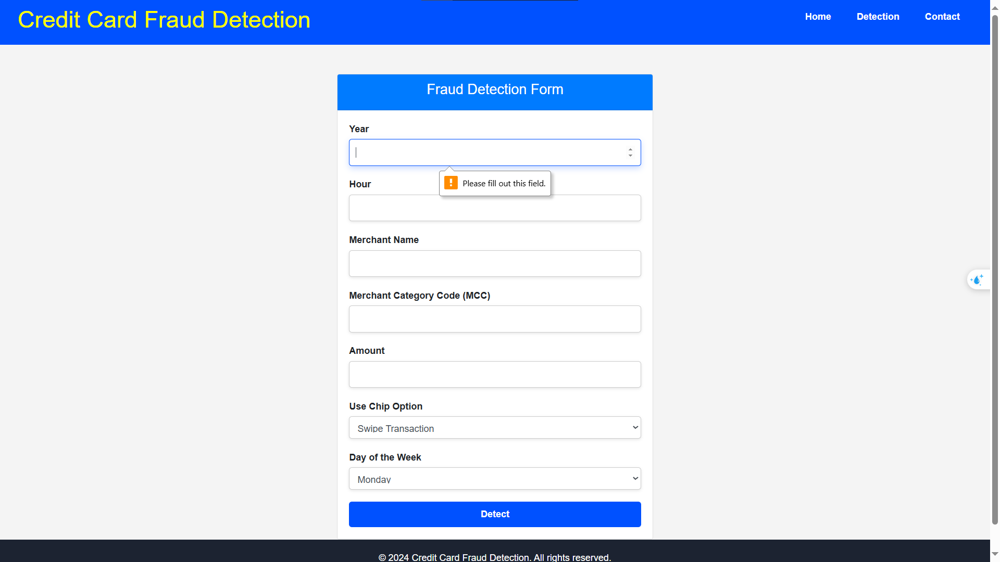 Credit Card Fraud Detection
Home Detection Contact
Fraud Detection Form
Year
Please fill out this field.
Hour
Merchant Name
Merchant Category Code (MCC)
Amount
Use Chip Option
Swipe Transaction
Day of the Week
Monday
Detect
© 2024 Credit Card Fraud Detection. All rights reserved.